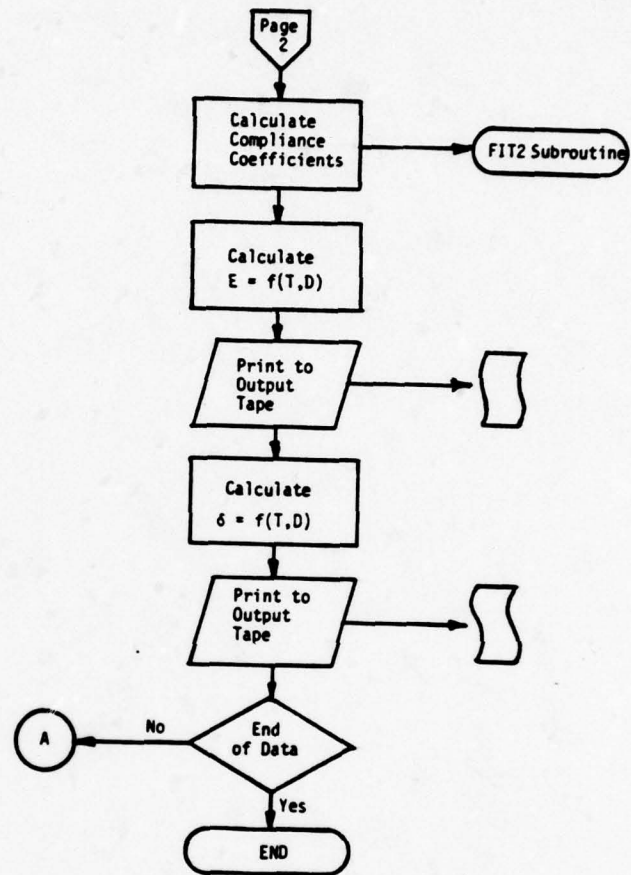 Page
2
Calculate
Compliance
Coefficients
FIT2 Subroutine
Calculate
E = f(T,D)
Print to
Output
Tape
Calculate
δ = f(T,D)
Print to
Output
Tape
A
No
End
of Data
Yes
END